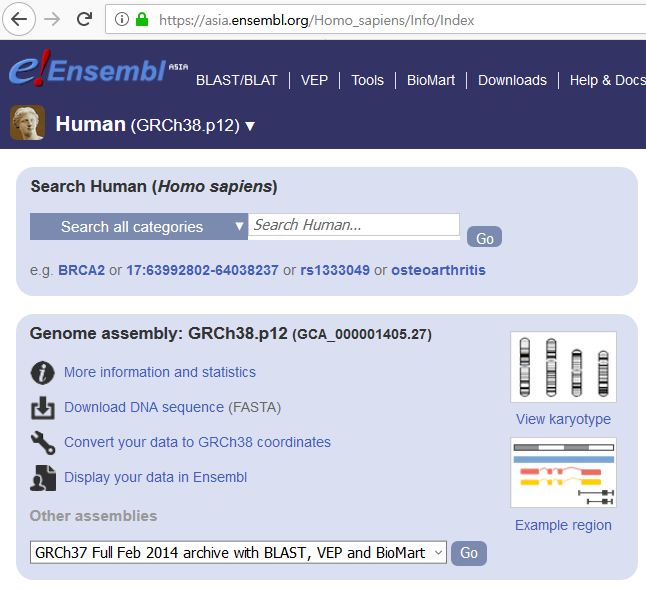 https://asia.ensembl.org/Homo_sapiens/Info/Index
e!Ensembl ASIA BLAST/BLAT VEP Tools BioMart Downloads Help & Docs
Human (GRCh38.p12) ▼
Search Human (Homo sapiens)
Search all categories ▼ Search Human... Go
e.g. BRCA2 or 17:63992802-64038237 or rs1333049 or osteoarthritis
Genome assembly: GRCh38.p12 (GCA_000001405.27)
More information and statistics
Download DNA sequence (FASTA)
View karyotype
Convert your data to GRCh38 coordinates
Display your data in Ensembl
Other assemblies
Example region
GRCh37 Full Feb 2014 archive with BLAST, VEP and BioMart Go